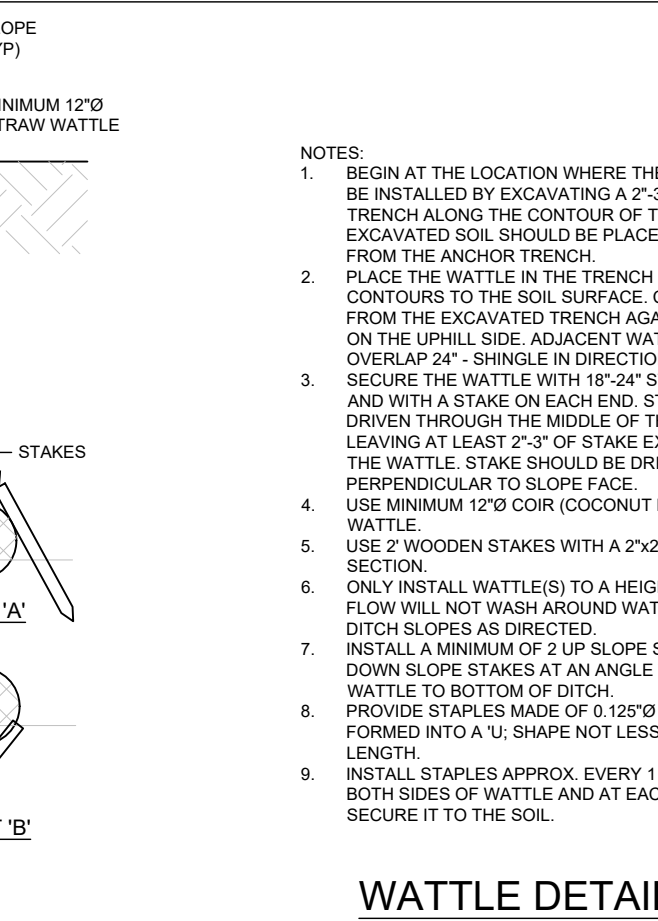 OPE
YP)
NIMUM 12"Ø
TRAW WATTLE
STAKES
'A'
'B'
NOTES:
1. BEGIN AT THE LOCATION WHERE THE
BE INSTALLED BY EXCAVATING A 2"-3
TRENCH ALONG THE CONTOUR OF T
EXCAVATED SOIL SHOULD BE PLACE
FROM THE ANCHOR TRENCH.
2. PLACE THE WATTLE IN THE TRENCH
CONTOURS TO THE SOIL SURFACE. C
FROM THE EXCAVATED TRENCH AGA
ON THE UPHILL SIDE. ADJACENT WAT
OVERLAP 24" - SHINGLE IN DIRECTIO
3. SECURE THE WATTLE WITH 18"-24" S
AND WITH A STAKE ON EACH END. ST
DRIVEN THROUGH THE MIDDLE OF TH
LEAVING AT LEAST 2"-3" OF STAKE EX
THE WATTLE. STAKE SHOULD BE DRI
PERPENDICULAR TO SLOPE FACE.
4. USE MINIMUM 12"Ø COIR (COCONUT
WATTLE.
5. USE 2' WOODEN STAKES WITH A 2"x2
SECTION.
6. ONLY INSTALL WATTLE(S) TO A HEIG
FLOW WILL NOT WASH AROUND WAT
DITCH SLOPES AS DIRECTED.
7. INSTALL A MINIMUM OF 2 UP SLOPE S
DOWN SLOPE STAKES AT AN ANGLE
WATTLE TO BOTTOM OF DITCH.
8. PROVIDE STAPLES MADE OF 0.125"Ø
FORMED INTO A 'U; SHAPE NOT LESS
LENGTH.
9. INSTALL STAPLES APPROX. EVERY 1
BOTH SIDES OF WATTLE AND AT EAC
SECURE IT TO THE SOIL.
WATTLE DETAIL